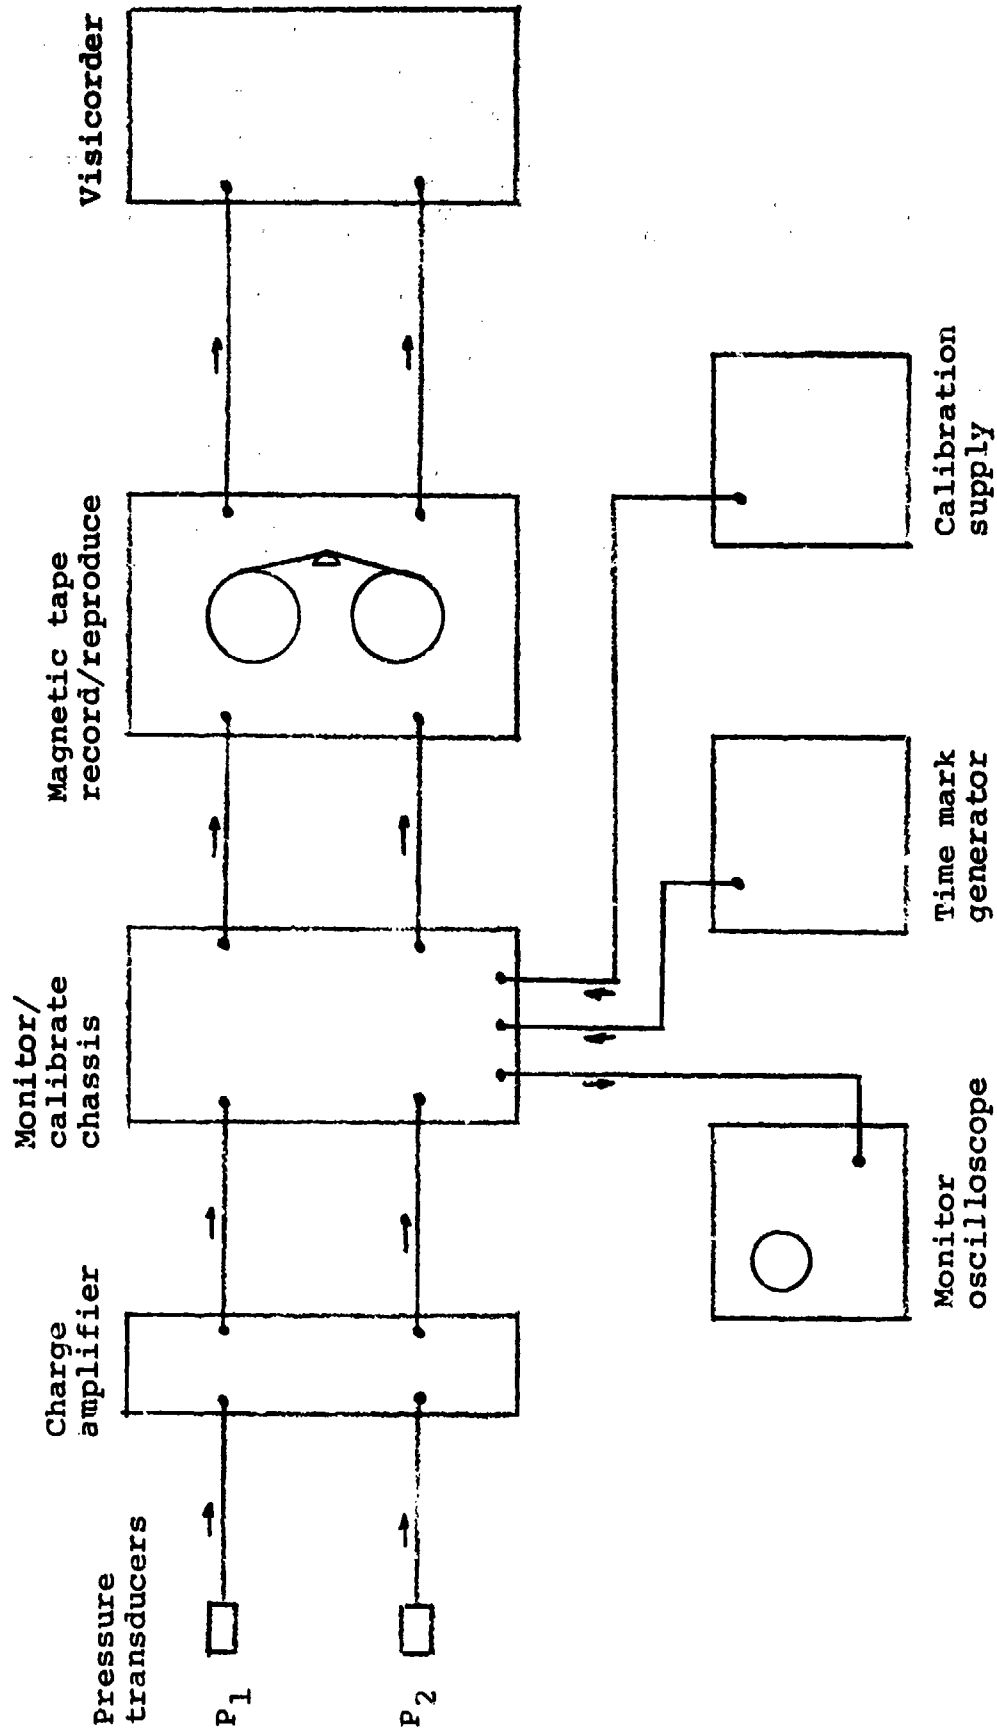 Pressure
transducers
P1
P2
Charge
amplifier
Monitor/
calibrate
chassis
Magnetic tape
record/reproduce
Visicorder
Monitor
oscilloscope
Time mark
generator
Calibration
supply